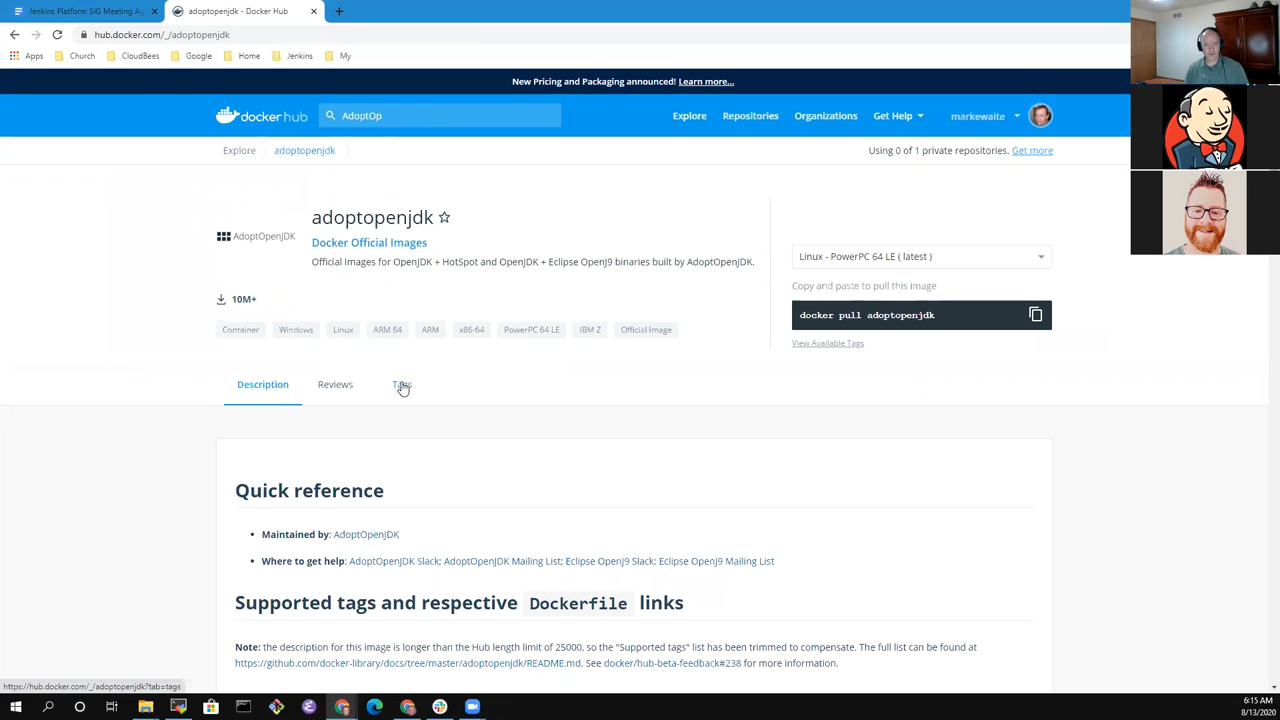 Jenkins Platform SIG Meeting Ag
adoptopenjdk - Docker Hub
hub.docker.com/_/adoptopenjdk
Apps
Church
CloudBees
Google
Home
Jenkins
My
New Pricing and Packaging announced! Learn more...
docker hub
AdoptOp
Explore
Repositories
Organizations
Get Help
markewaite
Explore
adoptopenjdk
Using 0 of 1 private repositories. Get more
AdoptOpenJDK
adoptopenjdk
Docker Official Images
Official Images for OpenJDK + HotSpot and OpenJDK + Eclipse OpenJ9 binaries built by AdoptOpenJDK.
10M+
Container
Windows
Linux
ARM 64
ARM
x86-64
PowerPC 64 LE
IBM Z
Official Image
Linux - PowerPC 64 LE ( latest )
Copy and paste to pull this image
docker pull adoptopenjdk
View Available Tags
Description
Reviews
Tags
Quick reference
Maintained by: AdoptOpenJDK
Where to get help: AdoptOpenJDK Slack; AdoptOpenJDK Mailing List; Eclipse OpenJ9 Slack; Eclipse OpenJ9 Mailing List
Supported tags and respective Dockerfile links
Note: the description for this image is longer than the Hub length limit of 25000, so the "Supported tags" list has been trimmed to compensate. The full list can be found at
https://github.com/docker-library/docs/tree/master/adoptopenjdk/README.md. See docker/hub-beta-feedback#238 for more information.
https://hub.docker.com/_/adoptopenjdk?tab=tags
6:15 AM
8/13/2020